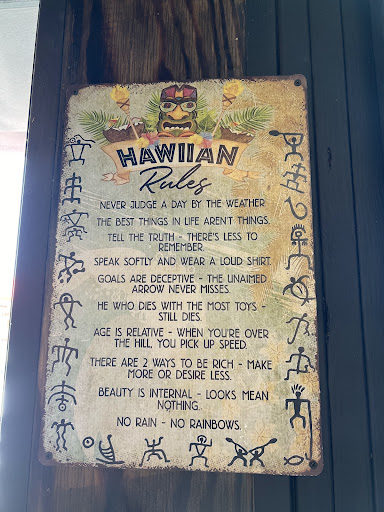 HAWIIAN
Rules
NEVER JUDGE A DAY BY THE WEATHER
THE BEST THINGS IN LIFE AREN'T THINGS.
TELL THE TRUTH - THERE'S LESS TO
REMEMBER.
SPEAK SOFTLY AND WEAR A LOUD SHIRT.
GOALS ARE DECEPTIVE - THE UNAIMED
ARROW NEVER MISSES.
HE WHO DIES WITH THE MOST TOYS -
STILL DIES.
AGE IS RELATIVE - WHEN YOU'RE OVER
THE HILL, YOU PICK UP SPEED.
THERE ARE 2 WAYS TO BE RICH - MAKE
MORE OR DESIRE LESS.
BEAUTY IS INTERNAL - LOOKS MEAN
NOTHING.
NO RAIN - NO RAINBOWS.